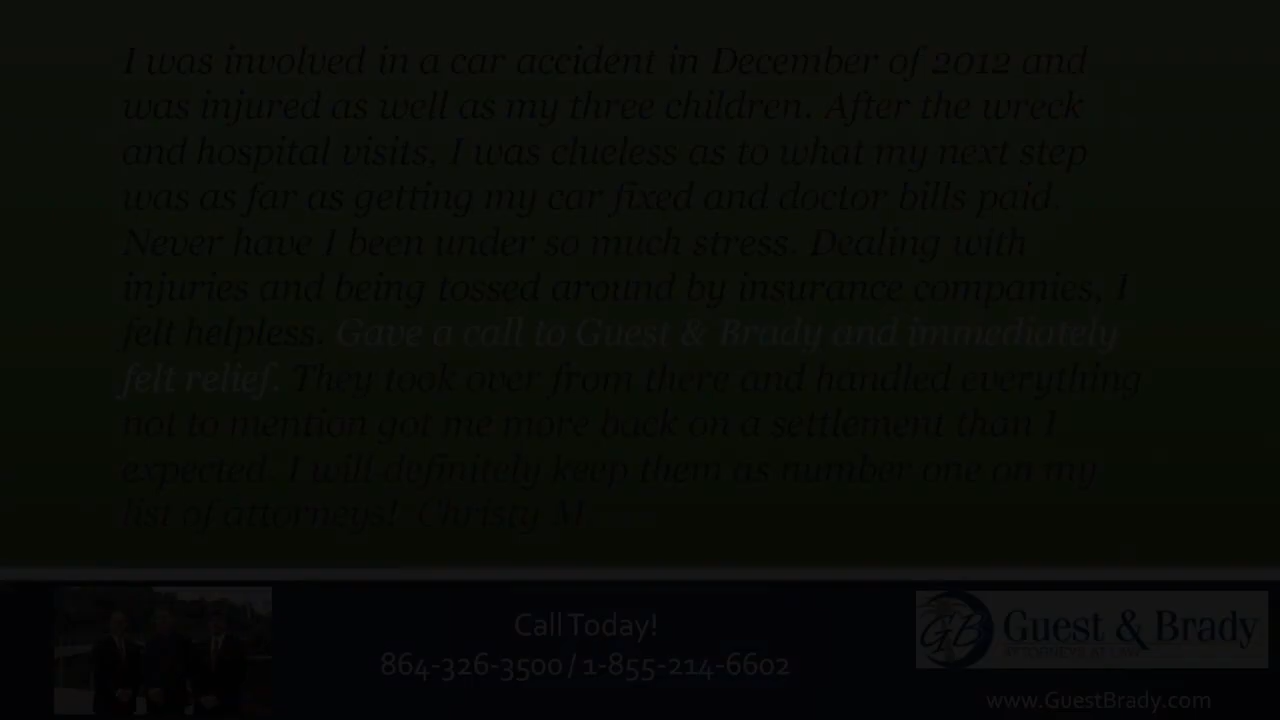 I was involved in a car accident in December of 2012 and
was injured as well as my three children. After the wreck
and hospital visits, I was clueless as to what my next step
was as far as getting my car fixed and doctor bills paid.
Never have I been under so much stress. Dealing with
injuries and being tossed around by insurance companies, I
felt helpless. Gave a call to Guest & Brady and immediately
felt relief. They took over from there and handled everything
not to mention got me more back on a settlement than I
expected. I will definitely keep them as number one on my
list of attorneys! Christy M
Call Today!
864-326-3500 / 1-855-214-6602
GB Guest & Brady
ATTORNEYS AT LAW
www.GuestBrady.com